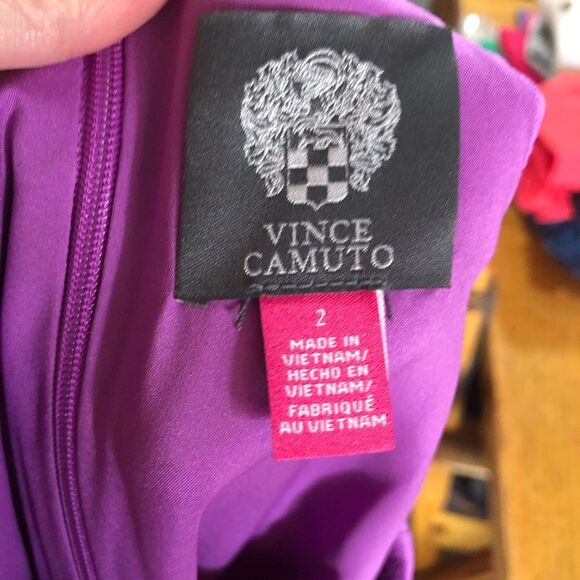 VINCE
CAMUTO
2
MADE IN
VIETNAM/
HECHO EN
VIETNAM/
FABRIQUÉ
AU VIETNAM